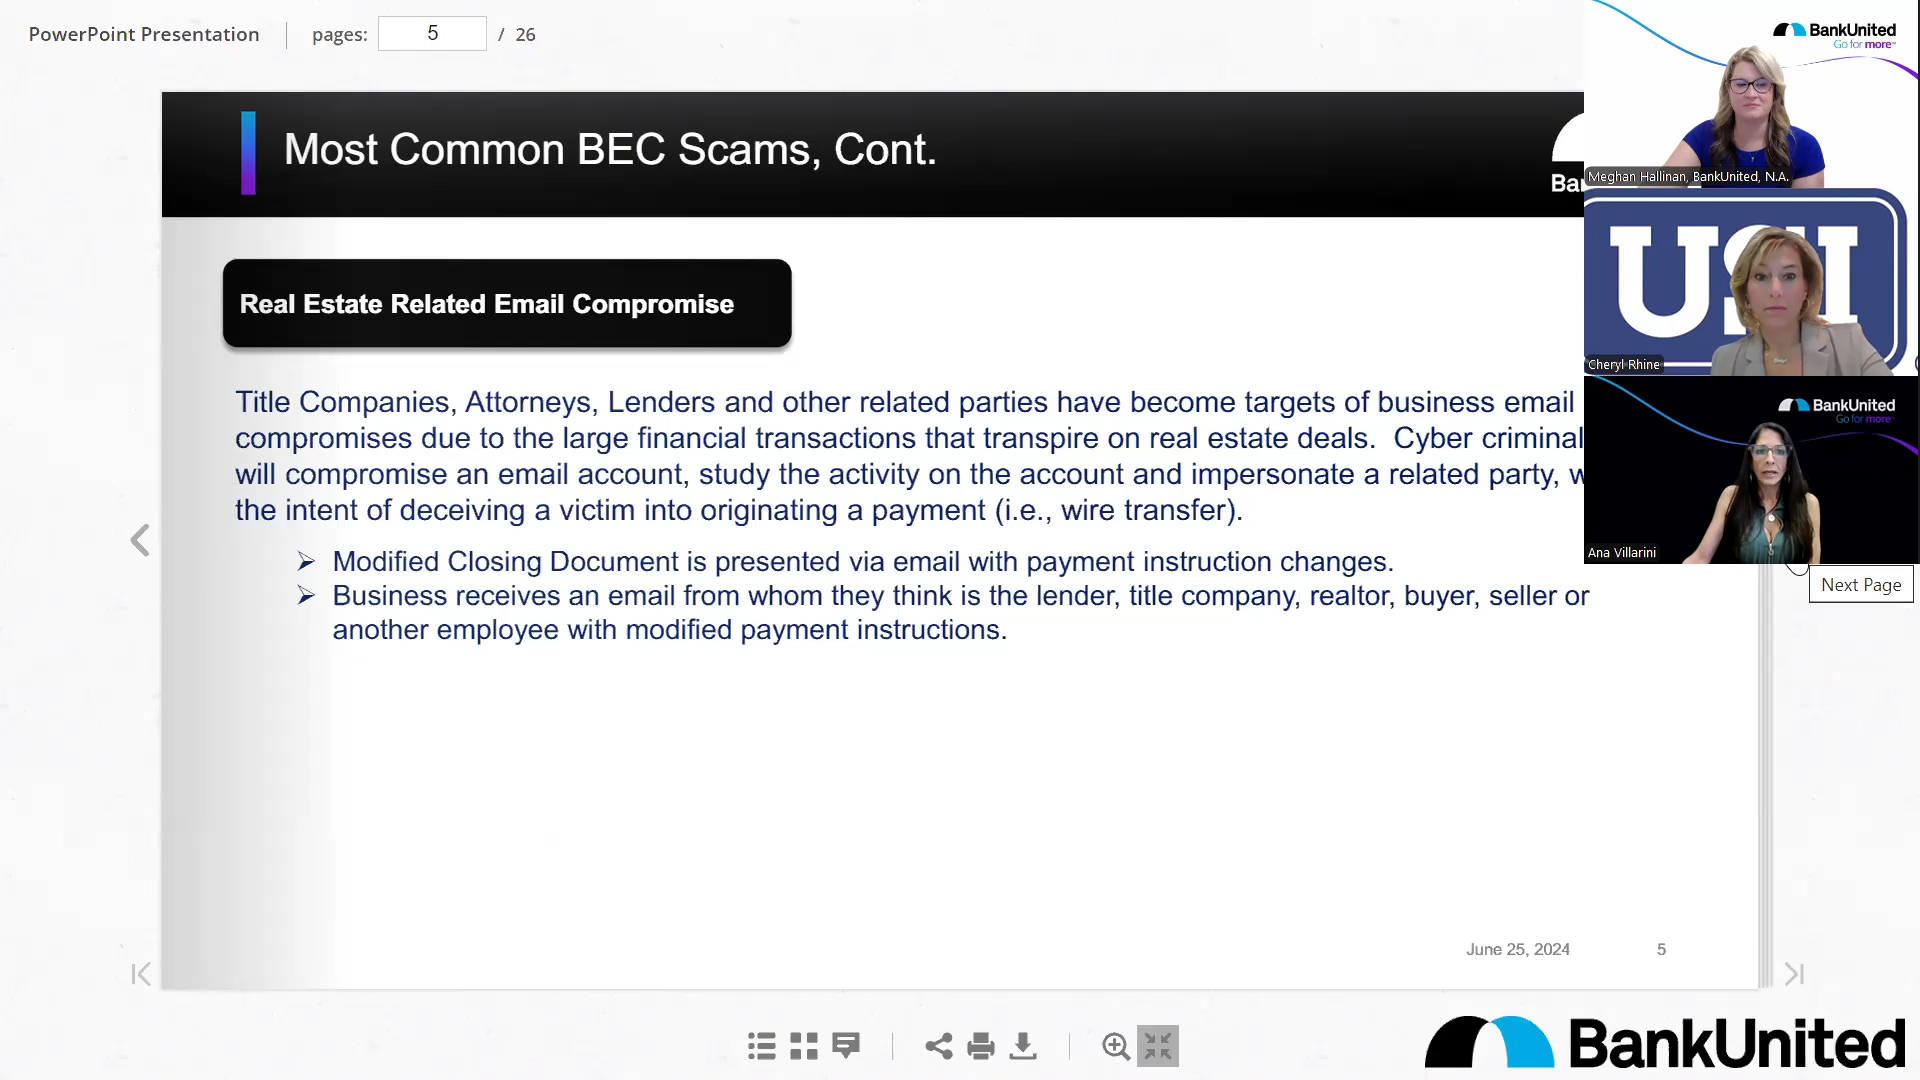 PowerPoint Presentation
pages: 5 / 26
BankUnited
Go for more
Most Common BEC Scams, Cont.
Meghan Hallinan, BankUnited, N.A.
USI
Real Estate Related Email Compromise
Cheryl Rhine
Title Companies, Attorneys, Lenders and other related parties have become targets of business email
compromises due to the large financial transactions that transpire on real estate deals. Cyber criminal
will compromise an email account, study the activity on the account and impersonate a related party,
the intent of deceiving a victim into originating a payment (i.e., wire transfer).
BankUnited
Go for more
Ana Villarini
➢ Modified Closing Document is presented via email with payment instruction changes.
➢ Business receives an email from whom they think is the lender, title company, realtor, buyer, seller or
another employee with modified payment instructions.
Next Page
June 25, 2024
5
BankUnited